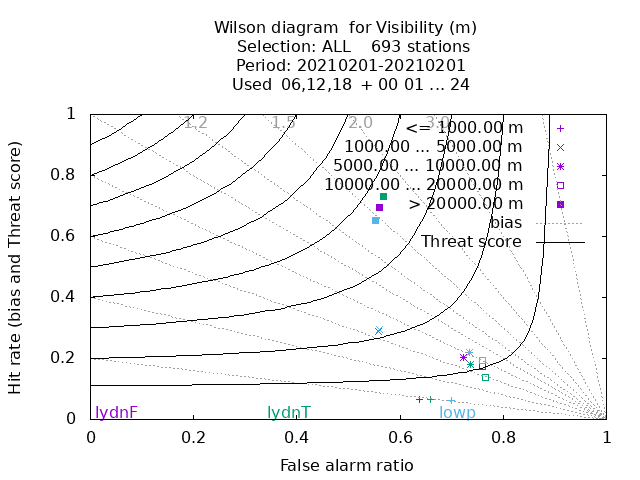 Wilson diagram  for Visibility (m)
Selection: ALL    693 stations
Period: 20210201-20210201
Used  06,12,18  + 00 01 ... 24
1.2 1.5 2.0 3.0
<= 1000.00 m
1000.00 ... 5000.00 m
5000.00 ... 10000.00 m
10000.00 ... 20000.00 m
> 20000.00 m
bias
Threat score
Hit rate (bias and Threat score)
1
0.8
0.6
0.4
0.2
0
lydnF lydnT lowp
0 0.2 0.4 0.6 0.8 1
False alarm ratio